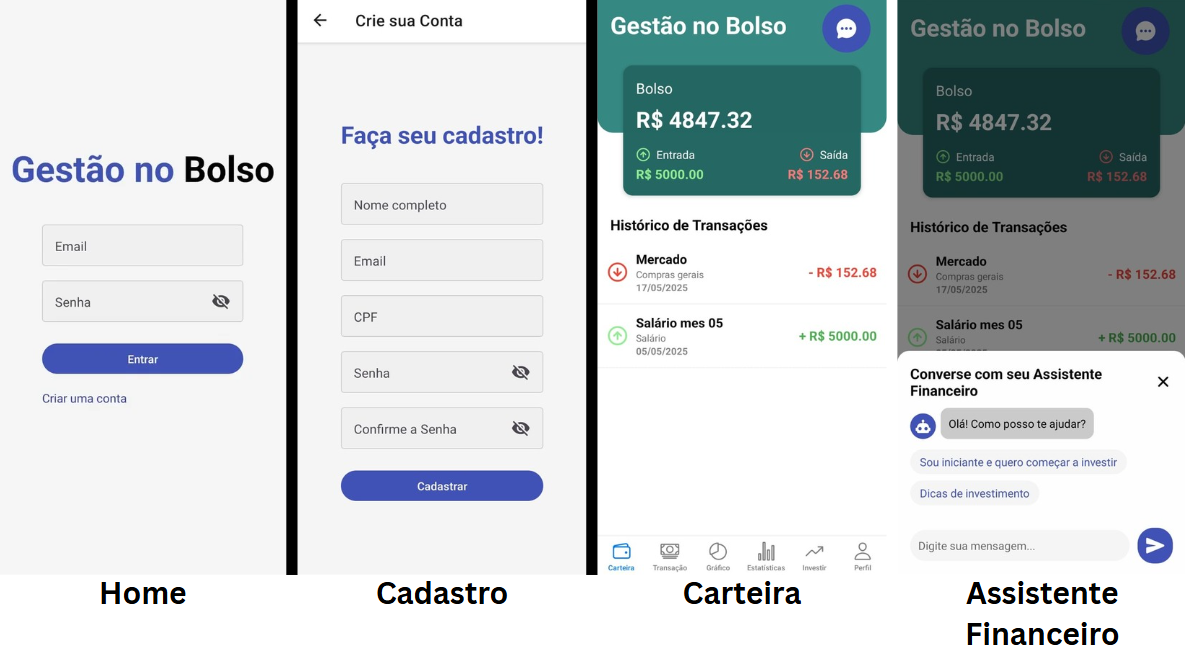 Gestão no Bolso
Email
Senha
Entrar
Criar uma conta
Home
Crie sua Conta
Faça seu cadastro!
Nome completo
Email
CPF
Senha
Confirme a Senha
Cadastrar
Cadastro
Gestão no Bolso
Bolso
R$ 4847.32
Entrada Saída
R$ 5000.00 R$ 152.68
Histórico de Transações
Mercado
Compras gerais
17/05/2025
- R$ 152.68
Salário mes 05
Salário
05/05/2025
+ R$ 5000.00
Carteira Transação Gráfico Estatísticas Investir Perfil
Carteira
Gestão no Bolso
Bolso
R$ 4847.32
Entrada Saída
R$ 5000.00 R$ 152.68
Histórico de Transações
Mercado
Compras gerais
17/05/2025
- R$ 152.68
Salário mes 05
Salário
+ R$ 5000.00
Converse com seu Assistente
Financeiro
Olá! Como posso te ajudar?
Sou iniciante e quero começar a investir
Dicas de investimento
Digite sua mensagem...
Assistente
Financeiro